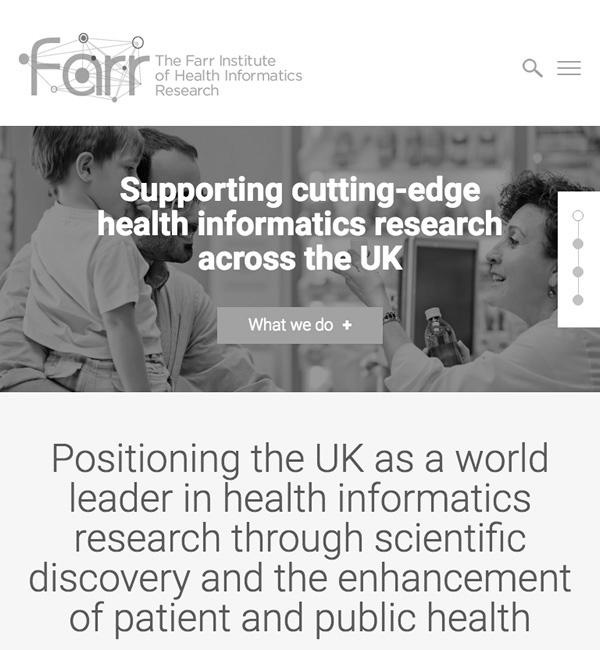 Farr
The Farr Institute
of Health Informatics
Research
Supporting cutting-edge
health informatics research
across the UK
What we do +
Positioning the UK as a world
leader in health informatics
research through scientific
discovery and the enhancement
of patient and public health